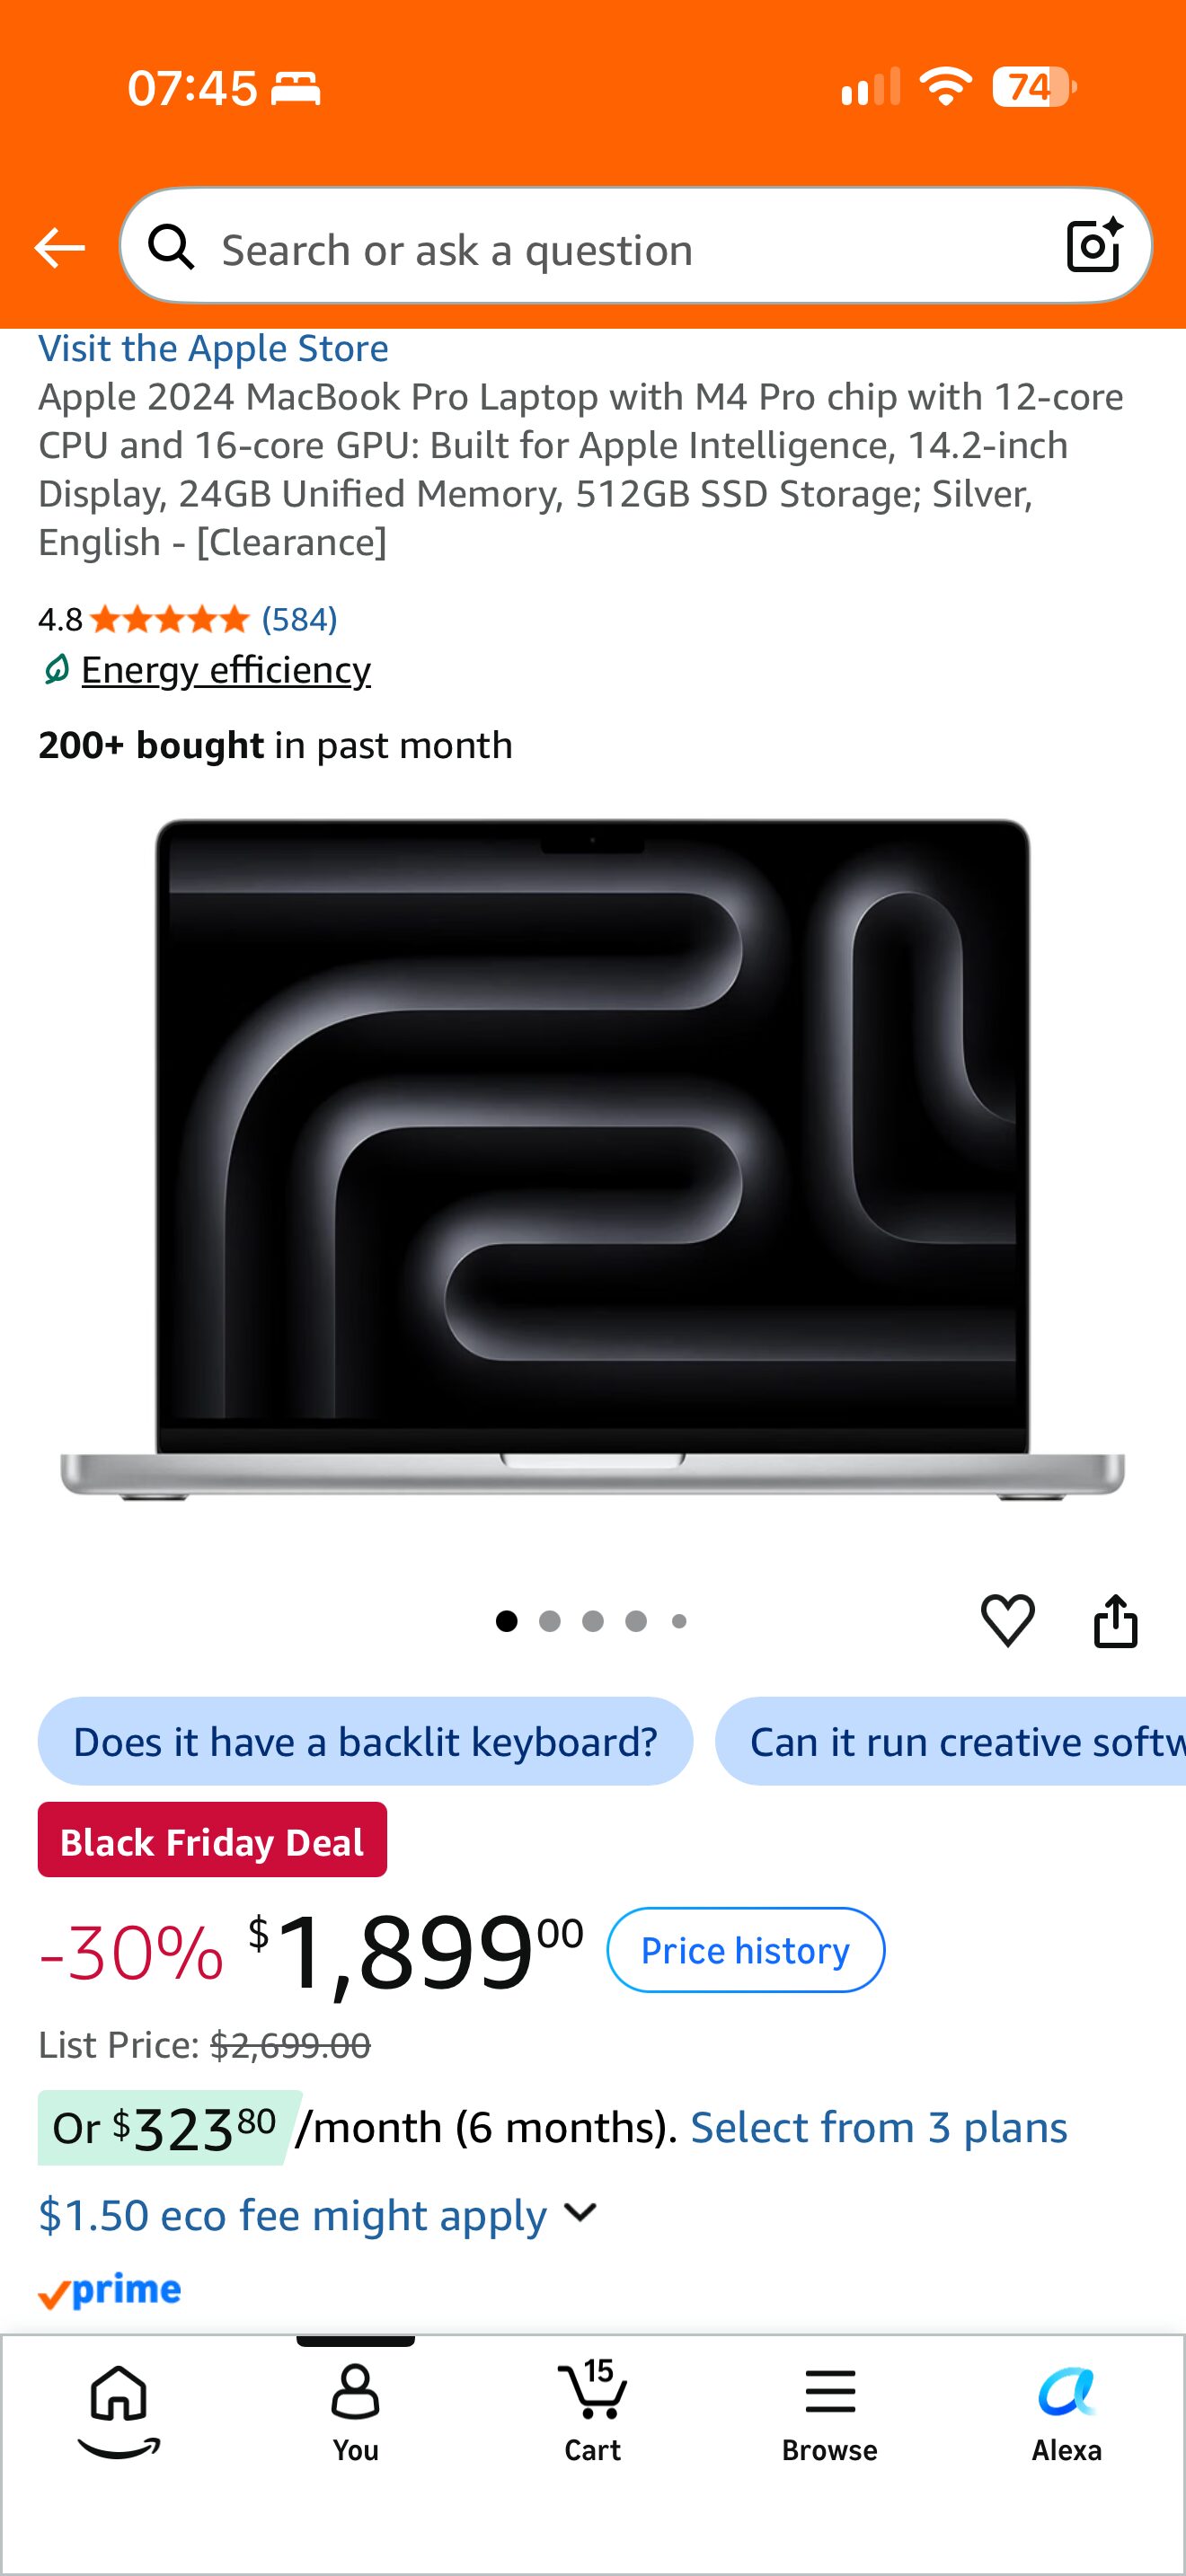 07:45
74
Search or ask a question
Visit the Apple Store
Apple 2024 MacBook Pro Laptop with M4 Pro chip with 12-core
CPU and 16-core GPU: Built for Apple Intelligence, 14.2-inch
Display, 24GB Unified Memory, 512GB SSD Storage; Silver,
English - [Clearance]
4.8 (584)
Energy efficiency
200+ bought in past month
Does it have a backlit keyboard? Can it run creative softw
Black Friday Deal
-30% $1,89900 Price history
List Price: $2,699.00
Or $32380 /month (6 months). Select from 3 plans
$1.50 eco fee might apply
prime
15
You Cart Browse Alexa